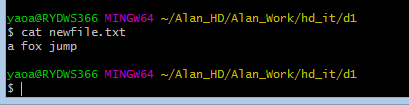 yaoa@RYDWS366 MINGW64 ~/Alan_HD/Alan_Work/hd_it/d1
$ cat newfile.txt
a fox jump
yaoa@RYDWS366 MINGW64 ~/Alan_HD/Alan_Work/hd_it/d1
$